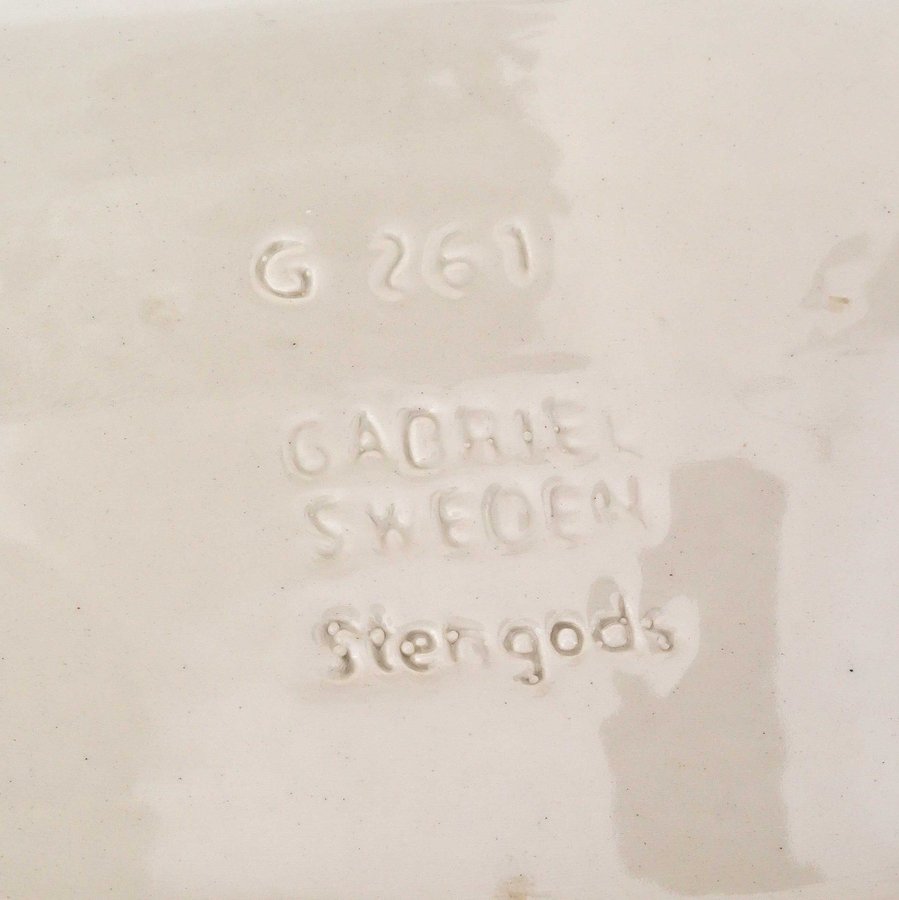 G 261
GABRIEL
SWEDEN
Stengods